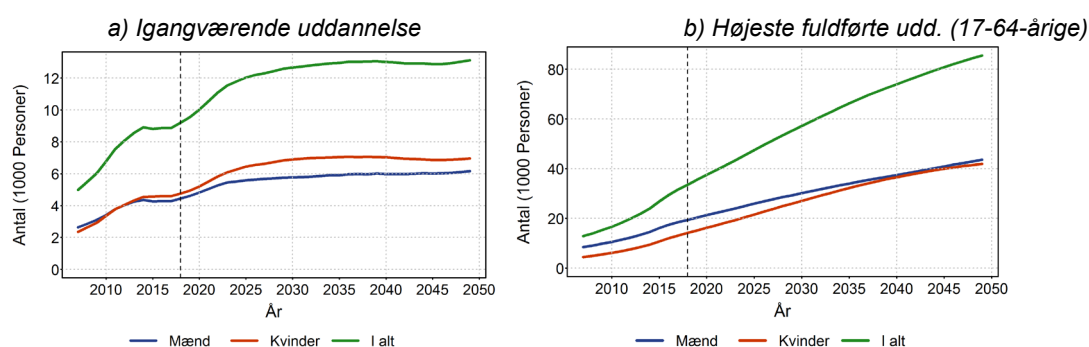 a) Igangværende uddannelse
Antal (1000 Personer)
12
10
8
6
4
2
0
2010 2015 2020 2025 2030 2035 2040 2045 2050
År
Mænd Kvinder I alt
b) Højeste fuldførte udd. (17-64-årige)
Antal (1000 Personer)
80
60
40
20
0
2010 2015 2020 2025 2030 2035 2040 2045 2050
År
Mænd Kvinder I alt